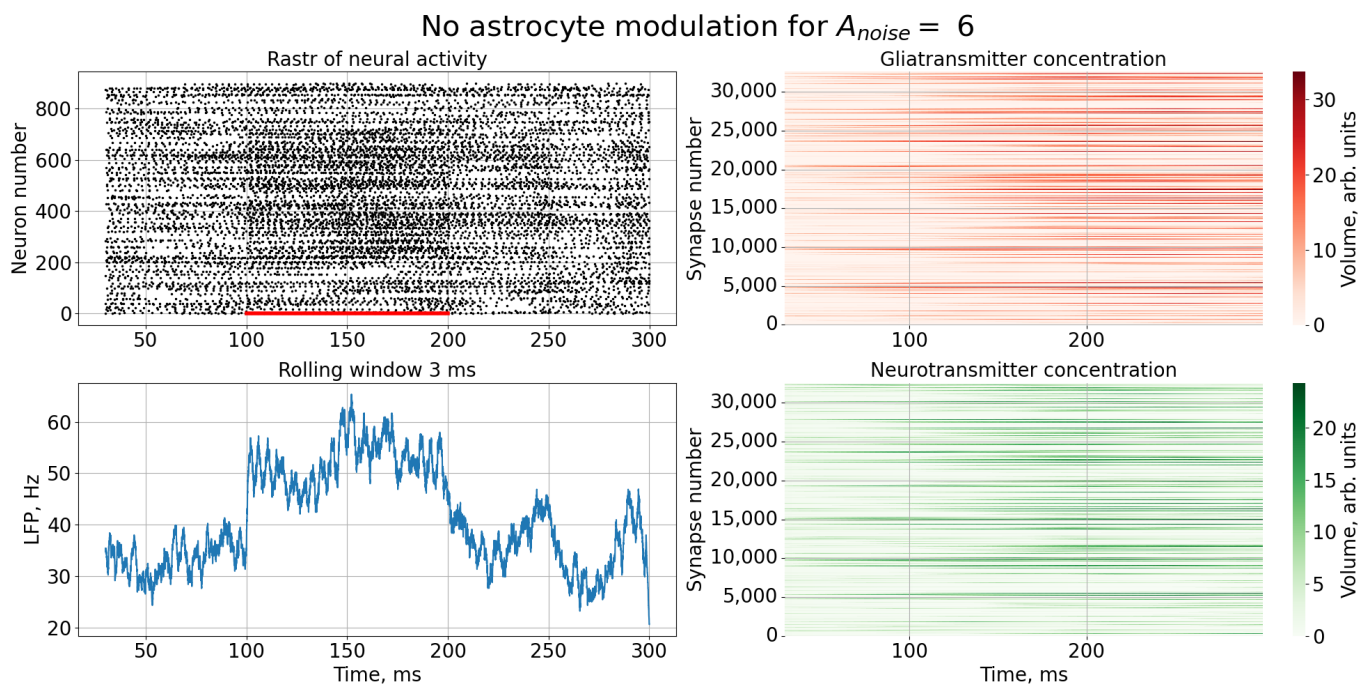 No astrocyte modulation for A_noise = 6
Rastr of neural activity
Neuron number
800
600
400
200
0
50 100 150 200 250 300
Gliatransmitter concentration
Synapse number
30,000
25,000
20,000
15,000
10,000
5,000
0
100 200
30
20
10
0
Volume, arb. units
Rolling window 3 ms
LFP, Hz
60
50
40
30
20
50 100 150 200 250 300
Time, ms
Neurotransmitter concentration
Synapse number
30,000
25,000
20,000
15,000
10,000
5,000
0
100 200
Time, ms
20
15
10
5
0
Volume, arb. units